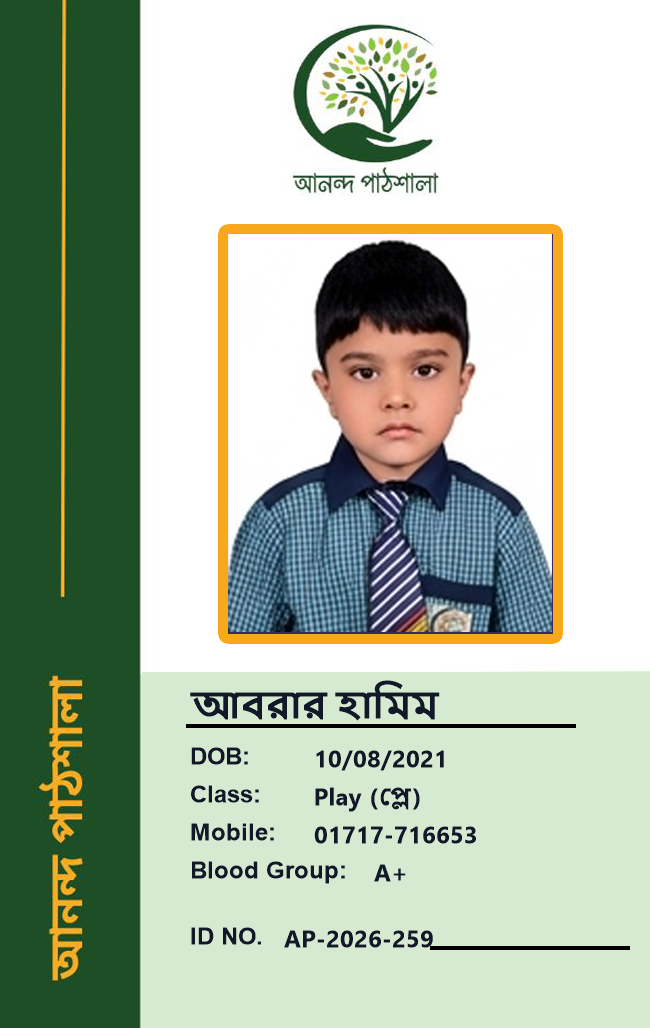 আনন্দ পাঠশালা
আবরার হামিম
DOB: 10/08/2021
Class: Play (প্লে)
Mobile: 01717-716653
Blood Group: A+
ID NO. AP-2026-259
আনন্দ পাঠশালা